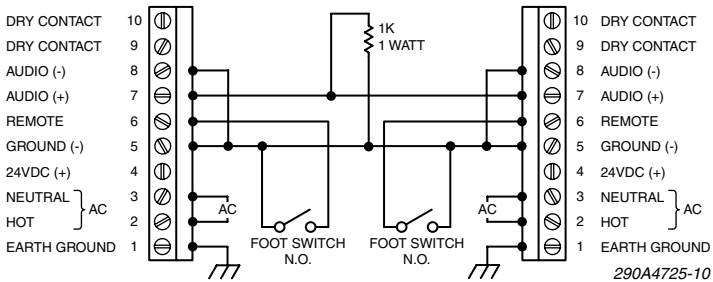 DRY CONTACT 10
DRY CONTACT 9
AUDIO (-) 8
AUDIO (+) 7
REMOTE 6
GROUND (-) 5
24VDC (+) 4
NEUTRAL 3
HOT 2
AC
EARTH GROUND 1
AC
FOOT SWITCH
N.O.
1K
1 WATT
FOOT SWITCH
N.O.
AC
10 DRY CONTACT
9 DRY CONTACT
8 AUDIO (-)
7 AUDIO (+)
6 REMOTE
5 GROUND (-)
4 24VDC (+)
3 NEUTRAL
2 HOT
AC
1 EARTH GROUND
290A4725-10